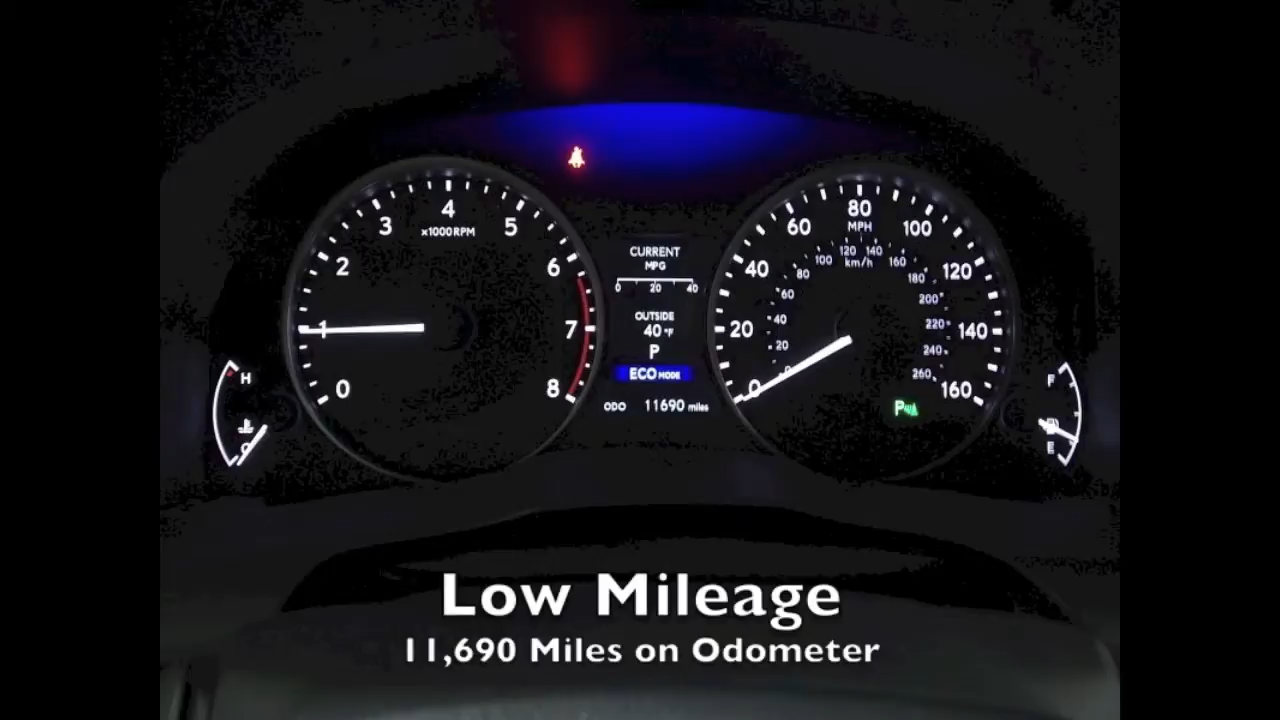 4
3
5
x1000RPM
2
6
1
7
0
8
H
C
CURRENT
MPG
0 20 40
OUTSIDE
40 °F
P
ECO MODE
ODO 11690 miles
80
MPH
60
100
40
120
20
140
0
160
120 140
km/h
100
160
80
180
60
200
40
220
20
240
0
260
P
F
E
Low Mileage
11,690 Miles on Odometer